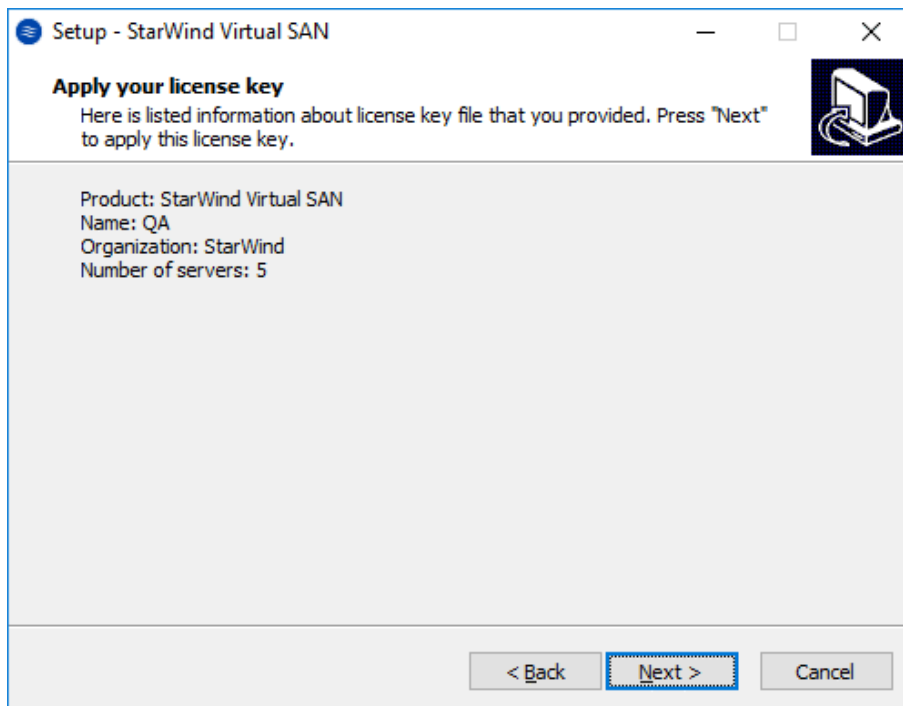 Setup - StarWind Virtual SAN
Apply your license key
Here is listed information about license key file that you provided. Press "Next"
to apply this license key.
Product: StarWind Virtual SAN
Name: QA
Organization: StarWind
Number of servers: 5
< Back
Next >
Cancel